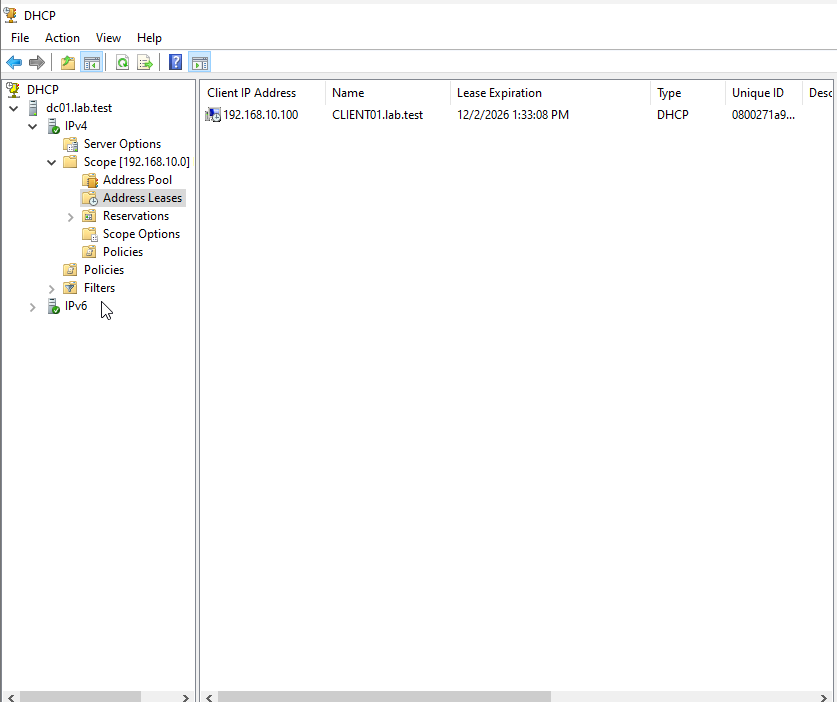 DHCP
File Action View Help
DHCP
dc01.lab.test
IPv4
Server Options
Scope [192.168.10.0]
Address Pool
Address Leases
Reservations
Scope Options
Policies
Policies
Filters
IPv6
Client IP Address Name Lease Expiration Type Unique ID Desc
192.168.10.100 CLIENT01.lab.test 12/2/2026 1:33:08 PM DHCP 0800271a9...